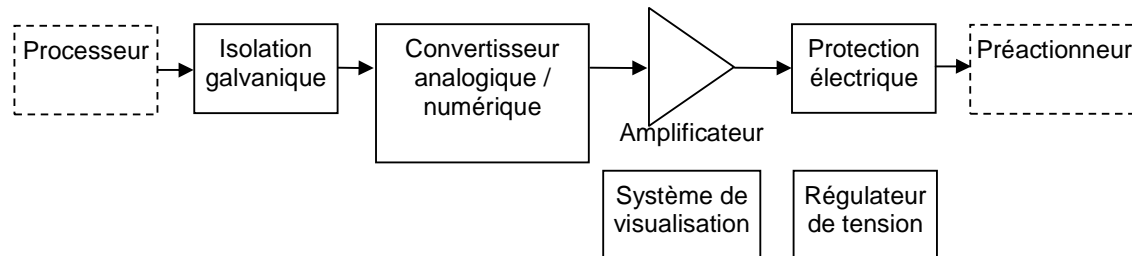 Processeur
Isolation
galvanique
Convertisseur
analogique /
numérique
Amplificateur
Protection
électrique
Préactionneur
Système de
visualisation
Régulateur
de tension